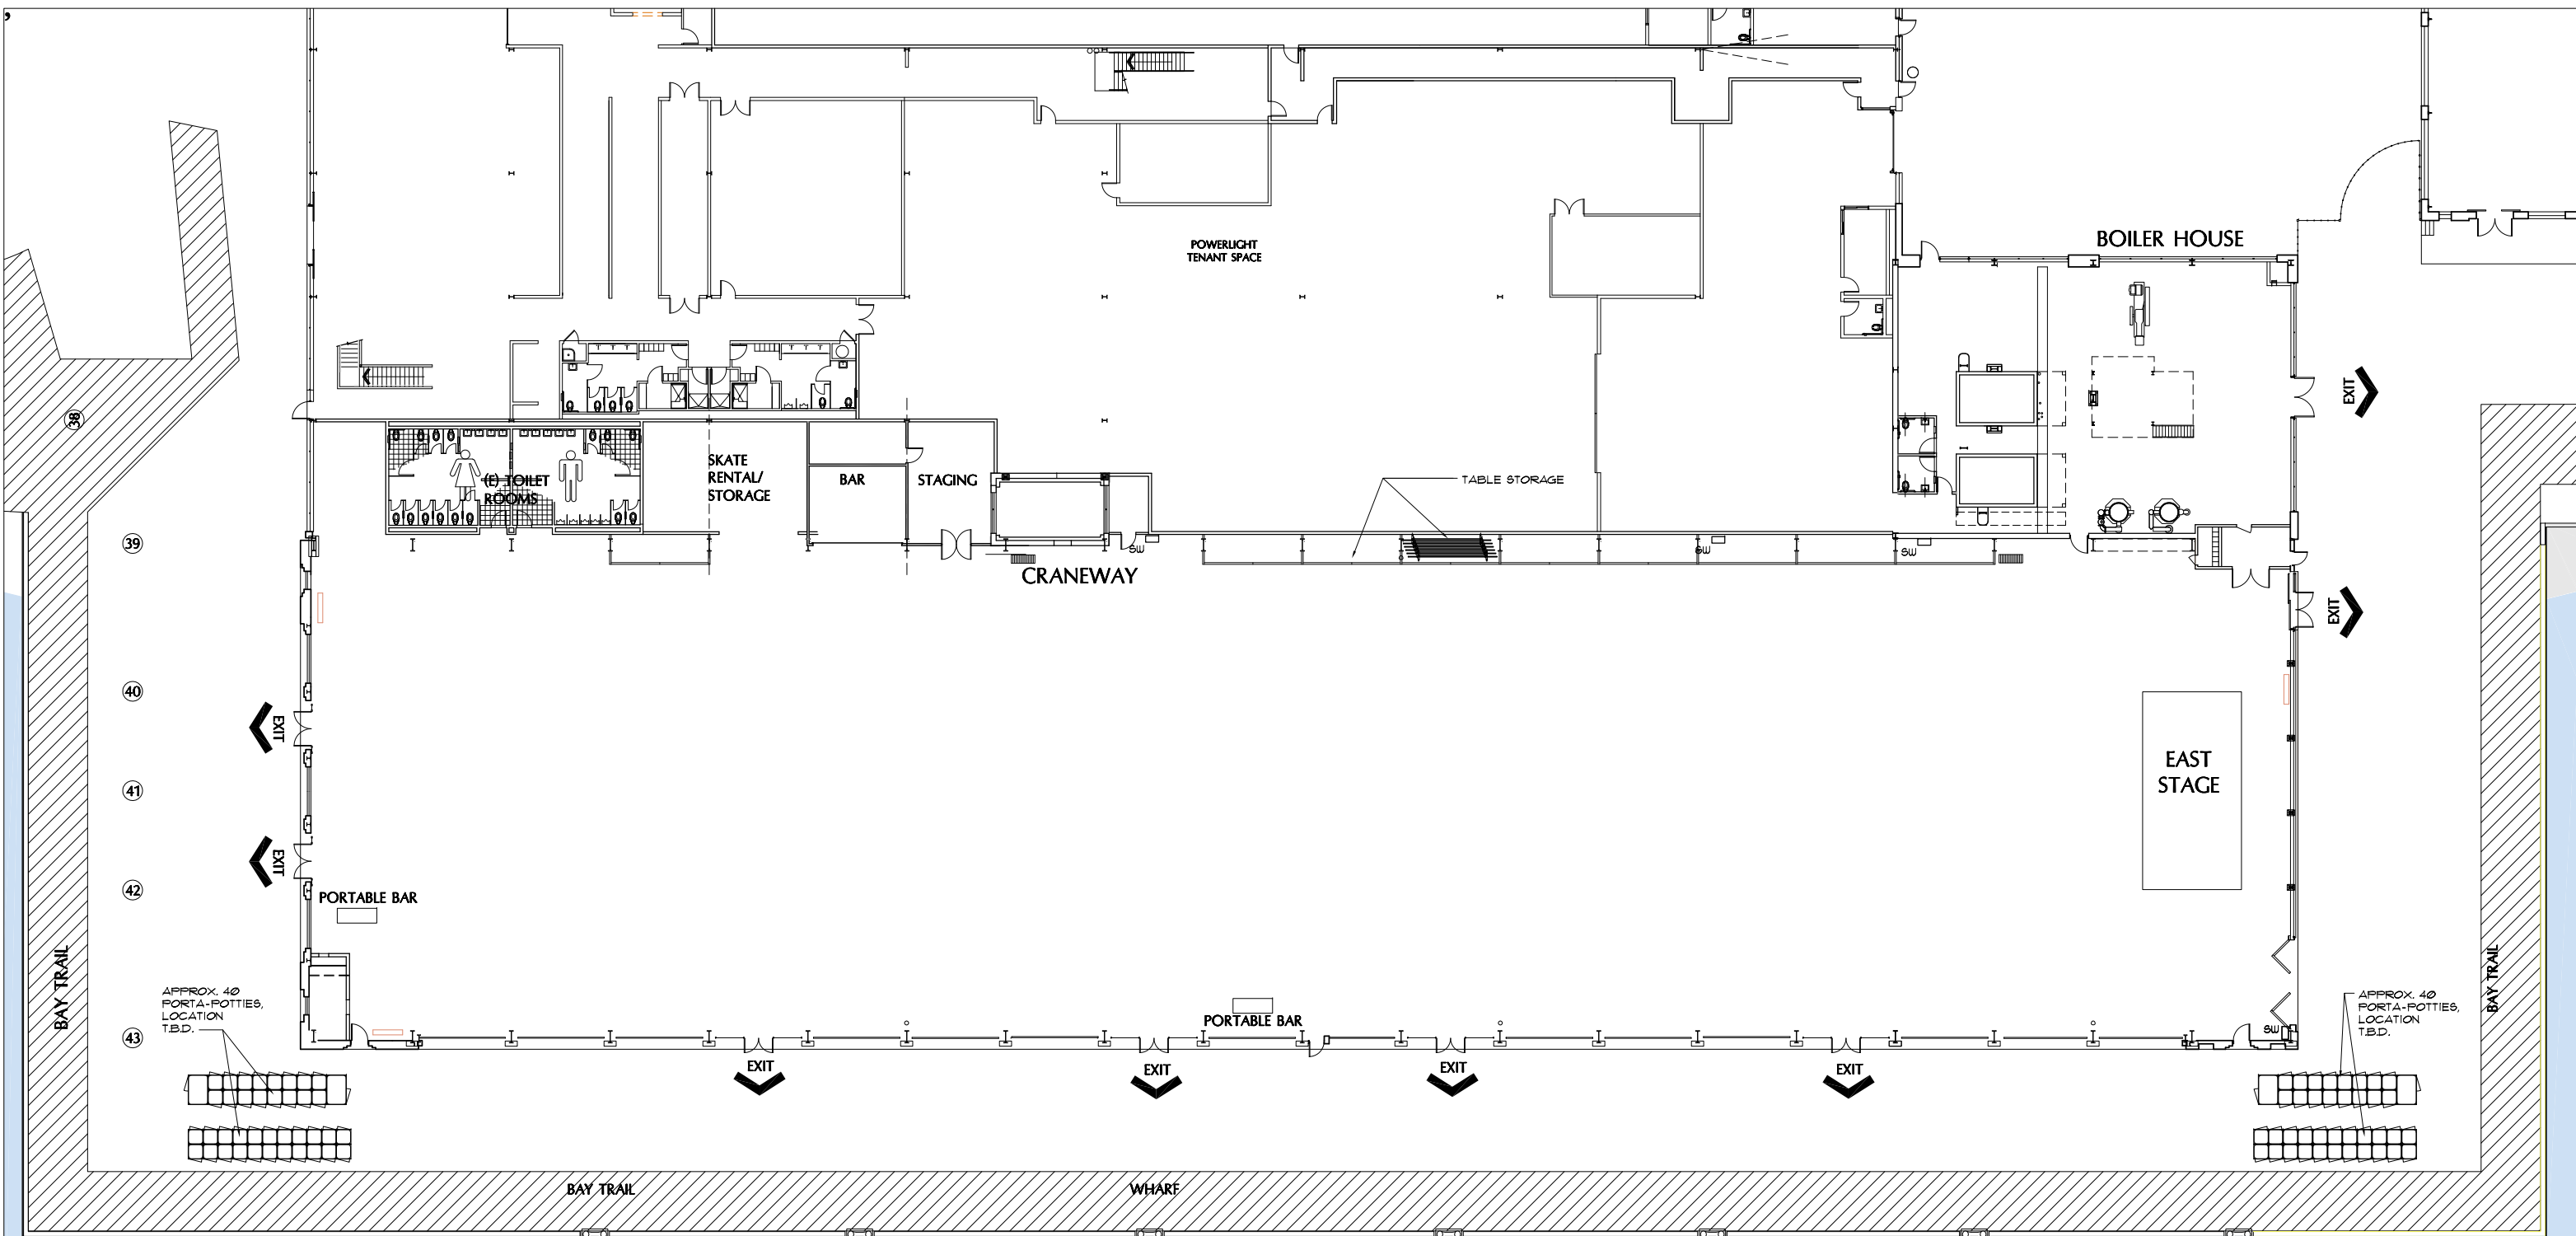 ,
POWERLIGHT
TENANT SPACE
BOILER HOUSE
EXIT
38
SKATE
RENTAL/
STORAGE
BAR
STAGING
(E) TOILET
ROOMS
TABLE STORAGE
39
SW
SW
SW
CRANEWAY
EXIT
40
EXIT
EAST
STAGE
41
EXIT
42
PORTABLE BAR
BAY TRAIL
BAY TRAIL
APPROX. 40
PORTA-POTTIES,
LOCATION
T.B.D.
APPROX. 40
PORTA-POTTIES,
LOCATION
T.B.D.
PORTABLE BAR
SW
43
EXIT
EXIT
EXIT
EXIT
BAY TRAIL
WHARF